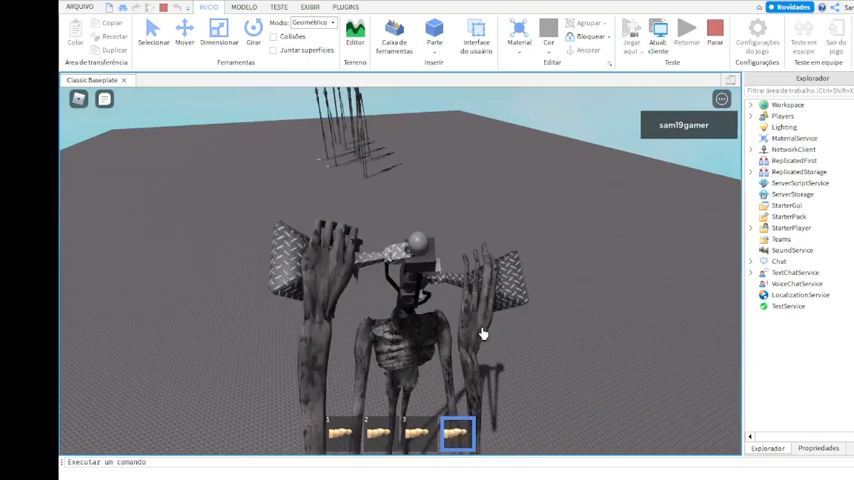 ARQUIVO INÍCIO MODELO TESTE EXIBIR PLUGINS Novidades
Colar Copiar Recortar Duplicar
Área de transferência
Selecionar Mover Dimensionar Girar
Ferramentas
Modo: Geométrico
Colisões
Juntar superfícies
Editor
Terreno
Caixa de ferramentas Parte Interface do usuário
Inserir
Material Cor Agrupar Bloquear Ancorar
Editar
Jogar aqui Atual: cliente Retornar Parar
Teste
Configurações do jogo
Configurações
Teste em equipe Sair do jogo
Teste em equipe
ClassicBaseplate
sam19gamer
1 2 3
Explorador
Filtrar área de trabalho (Ctrl+Shift+X
Workspace
Players
Lighting
MaterialService
NetworkClient
ReplicatedFirst
ReplicatedStorage
ServerScriptService
ServerStorage
StarterGui
StarterPack
StarterPlayer
Teams
SoundService
Chat
TextChatService
VoiceChatService
LocalizationService
TestService
Explorador Propriedades
Executar um comando